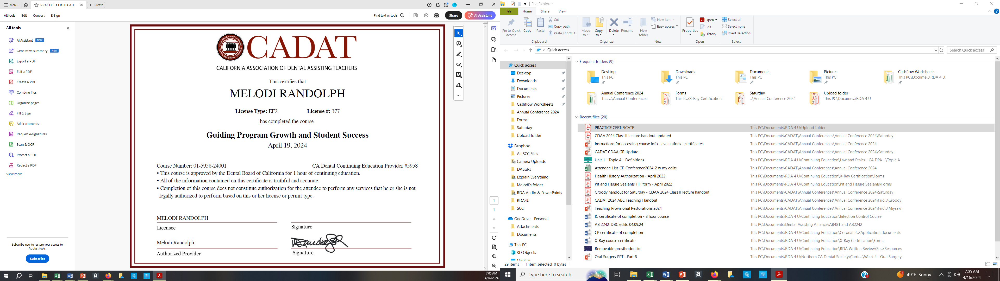 Menu
PRACTICE CERTIFICATE...
Create
All tools
Edit
Convert
E-Sign
Find text or tools
Share
AI Assistant
All tools
AI Assistant NEW
Generative summary NEW
Export a PDF
Edit a PDF
Create a PDF
Combine files
Organize pages
Fill & Sign
Add comments
Request e-signatures
Scan & OCR
Protect a PDF
Redact a PDF
View more
Subscribe now to restore your access to
Acrobat tools.
Subscribe
CALIFORNIA ASSOCIATION OF
DENTAL ASSISTING TEACHERS
CADAT
CALIFORNIA ASSOCIATION OF DENTAL ASSISTING TEACHERS
This certifies that
MELODI RANDOLPH
License Type: EF2 License #: 377
has completed the course
Guiding Program Growth and Student Success
April 19, 2024
Course Number: 01-5958-24001 CA Dental Continuing Education Provider #5958
• This course is approved by the Dental Board of California for 1 hour of continuing education.
• All of the information contained on this certificate is truthful and accurate.
• Completion of this course does not constitute authorization for the attendee to perform any services that he or she is not
legally authorized to perform based on this or her license or permit type.
MELODI RANDOLPH
Licensee Signature
Melodi Randolph
Authorized Provider Signature
1
1
7:05 AM
4/16/2024
File Explorer
File
Home
Share
View
Pin to Quick
access
Copy
Paste
Cut
Copy path
Paste shortcut
Clipboard
Move
to
Copy
to
Delete
Rename
Organize
New
folder
New item
Easy access
New
Properties
Open
Edit
History
Open
Select all
Select none
Invert selection
Select
Quick access
Search Quick access
Quick access
Desktop
Downloads
Documents
Pictures
Cashflow Worksheets
Annual Conference 2024
Forms
Saturday
Upload folder
Dropbox
All SCC Files
Camera Uploads
DAEGRs
Explain Everything
Melodi's folder
RDA Audio & PowerPoints
RDA4U
SCC
OneDrive - Personal
Attachments
Documents
This PC
3D Objects
Desktop
Frequent folders (9)
Desktop
This PC
Downloads
This PC
Documents
This PC
Pictures
This PC
Cashflow Worksheets
This PC\Docume...\RDA 4 U
Annual Conference 2024
This ...\Annual Conferences
Forms
This P...\X-Ray Certification
Saturday
...\Annual Conference 2024
Upload folder
This PC\Docume...\RDA 4 U
Recent files (20)
PRACTICE CERTIFICATE This PC\Documents\RDA 4 U\Upload folder
CDAA 2024 Class II lecture handout updated This PC\Documents\CADAT\Annual Conferences\Annual Conference 2024\Saturday
Instructions for accessing course info - evaluations - certificates This PC\Documents\CADAT\Annual Conferences\Annual Conference 2024
CADAT CDAA GR Update This PC\Documents\CADAT\Annual Conferences\Annual Conference 2024\Saturday
Unit 1 - Topic A - Definitions This PC\Documents\RDA 4 U\Continuing Education\Law and Ethics - CA DPA ...\Topic A
Attendee_List_CE_Conference2024-2 w my edits This PC\Documents\CADAT\Annual Conferences\Annual Conference 2024
Health History Authorization - April 2022 This PC\Documents\RDA 4 U\Continuing Education\X-Ray Certification\Forms
Pit and Fissure Sealants HH form - April 2022 This PC\Documents\RDA 4 U\Continuing Education\Pit and Fissure Sealants\Forms
Groody handout for Saturday - CDAA 2024 Class II lecture handout This PC\Documents\CADAT\Annual Conferences\Annual Conference 2024\Saturday
CADAT 2024 ABC Teaching Handout This PC\Documents\CADAT\Annual Conferences\Annual Conference 2024\Frid...\Groody
Teaching Provisional Restorations 2024 This PC\Documents\CADAT\Annual Conferences\Annual Conference 2024\Frid...\Miysaki
IC certificate of completion - 8 hour course This PC\Documents\RDA 4 U\Continuing Education\Infection Control Course
AB 2242_DBC edits_04.09.24 This PC\Documents\Dental Assisting Alliance\AB481 and AB2242
CP certificate of completion This PC\Documents\RDA 4 U\Continuing Education\Coronal P...\Application documents
X-Ray course certificate This PC\Documents\RDA 4 U\Continuing Education\X-Ray Certification\Forms
Removable prosthodontics This PC\Documents\RDA 4 U\Continuing Education\RDA Written Review\Se...\Resources
Oral Surgery PPT - Part B This PC\Documents\RDA 4 U\Northern CA Dental Society\Curric...\Week 4 - Oral Surgery
29 items 1 item selected 0 bytes
Type here to search
49°F Sunny
7:05 AM
4/16/2024